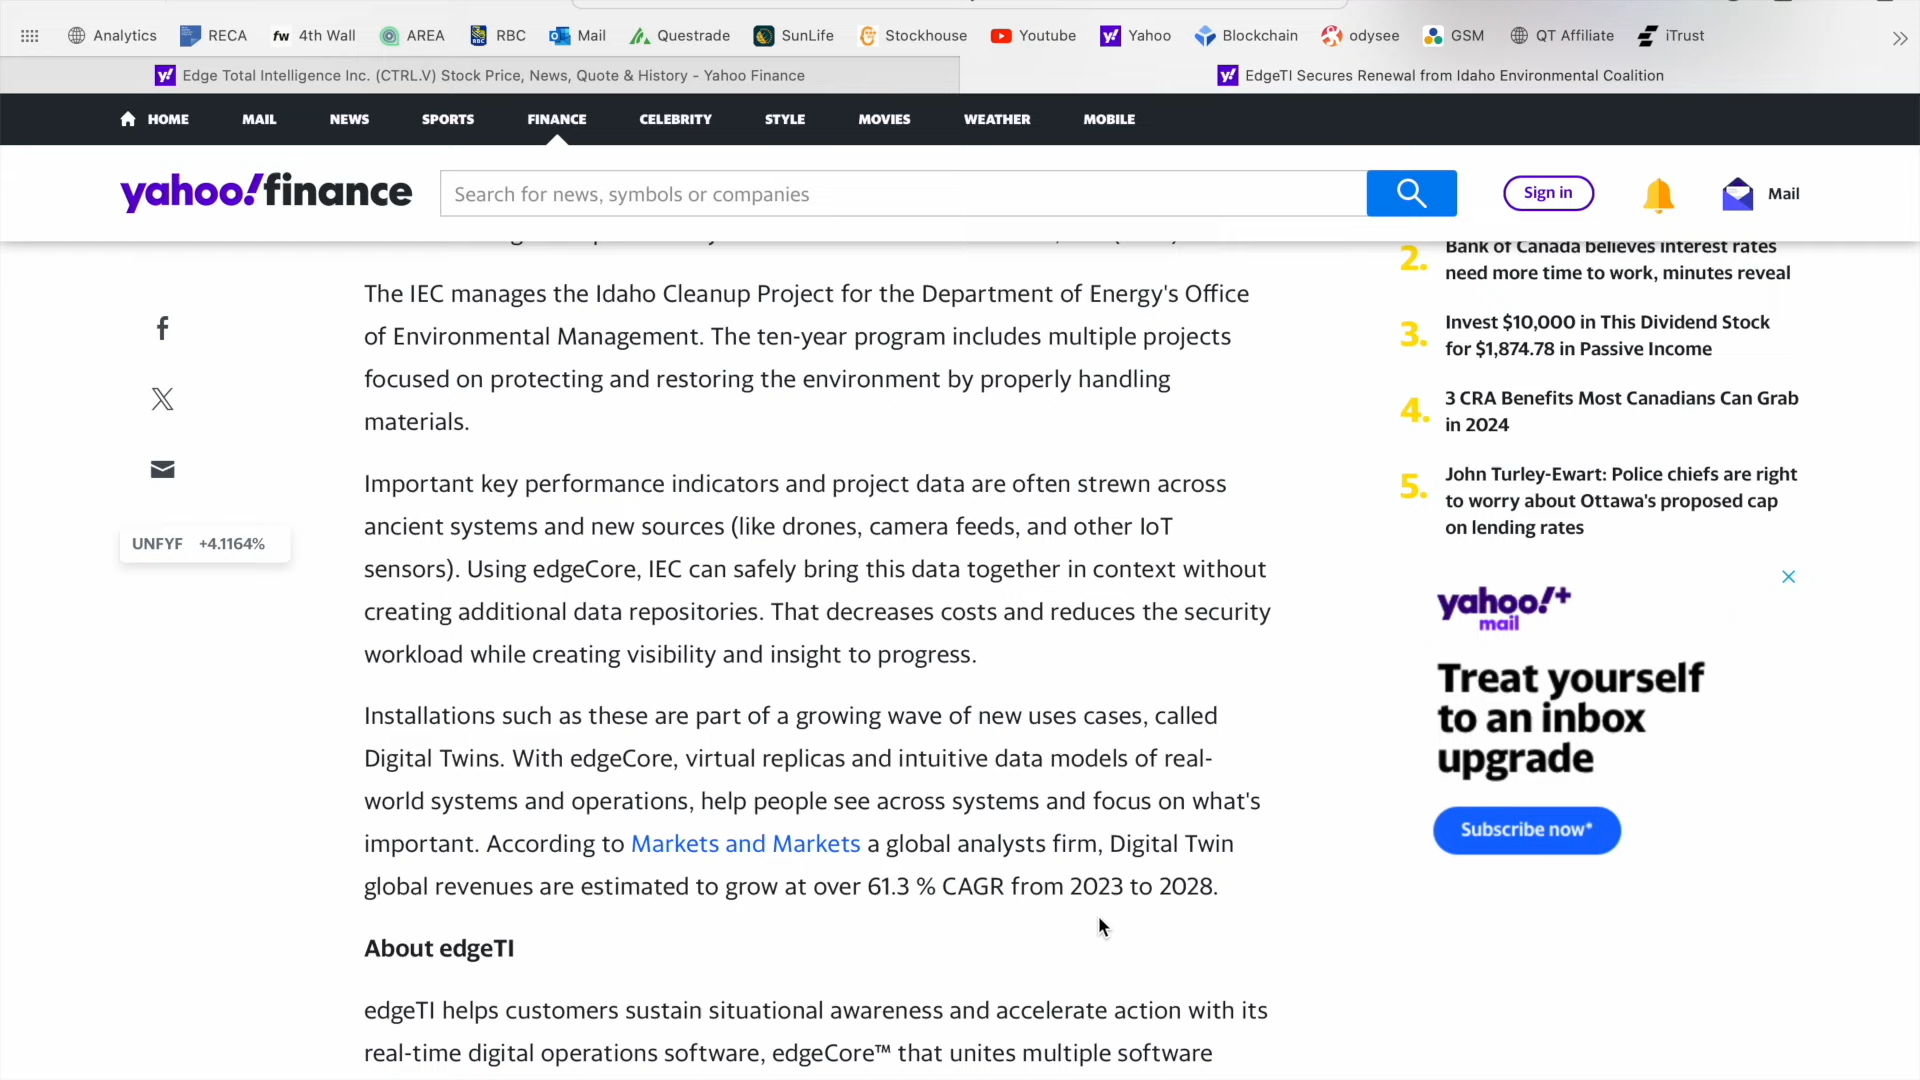 Analytics
RECA
fw 4th Wall
AREA
RBC
Mail
Questrade
SunLife
Stockhouse
Youtube
Yahoo
Blockchain
odysee
GSM
QT Affiliate
iTrust
Edge Total Intelligence Inc. (CTRL.V) Stock Price, News, Quote & History - Yahoo Finance
EdgeTI Secures Renewal from Idaho Environmental Coalition
HOME
MAIL
NEWS
SPORTS
FINANCE
CELEBRITY
STYLE
MOVIES
WEATHER
MOBILE
yahoo!finance
Search for news, symbols or companies
Sign in
Mail
The IEC manages the Idaho Cleanup Project for the Department of Energy's Office
of Environmental Management. The ten-year program includes multiple projects
focused on protecting and restoring the environment by properly handling
materials.
Important key performance indicators and project data are often strewn across
ancient systems and new sources (like drones, camera feeds, and other IoT
sensors). Using edgeCore, IEC can safely bring this data together in context without
creating additional data repositories. That decreases costs and reduces the security
workload while creating visibility and insight to progress.
Installations such as these are part of a growing wave of new uses cases, called
Digital Twins. With edgeCore, virtual replicas and intuitive data models of real-
world systems and operations, help people see across systems and focus on what's
important. According to Markets and Markets a global analysts firm, Digital Twin
global revenues are estimated to grow at over 61.3 % CAGR from 2023 to 2028.
About edgeTI
edgeTI helps customers sustain situational awareness and accelerate action with its
real-time digital operations software, edgeCore™ that unites multiple software
UNFYF +4.1164%
2. Bank of Canada believes interest rates
need more time to work, minutes reveal
3. Invest $10,000 in This Dividend Stock
for $1,874.78 in Passive Income
4. 3 CRA Benefits Most Canadians Can Grab
in 2024
5. John Turley-Ewart: Police chiefs are right
to worry about Ottawa's proposed cap
on lending rates
yahoo!+
mail
Treat yourself
to an inbox
upgrade
Subscribe now*